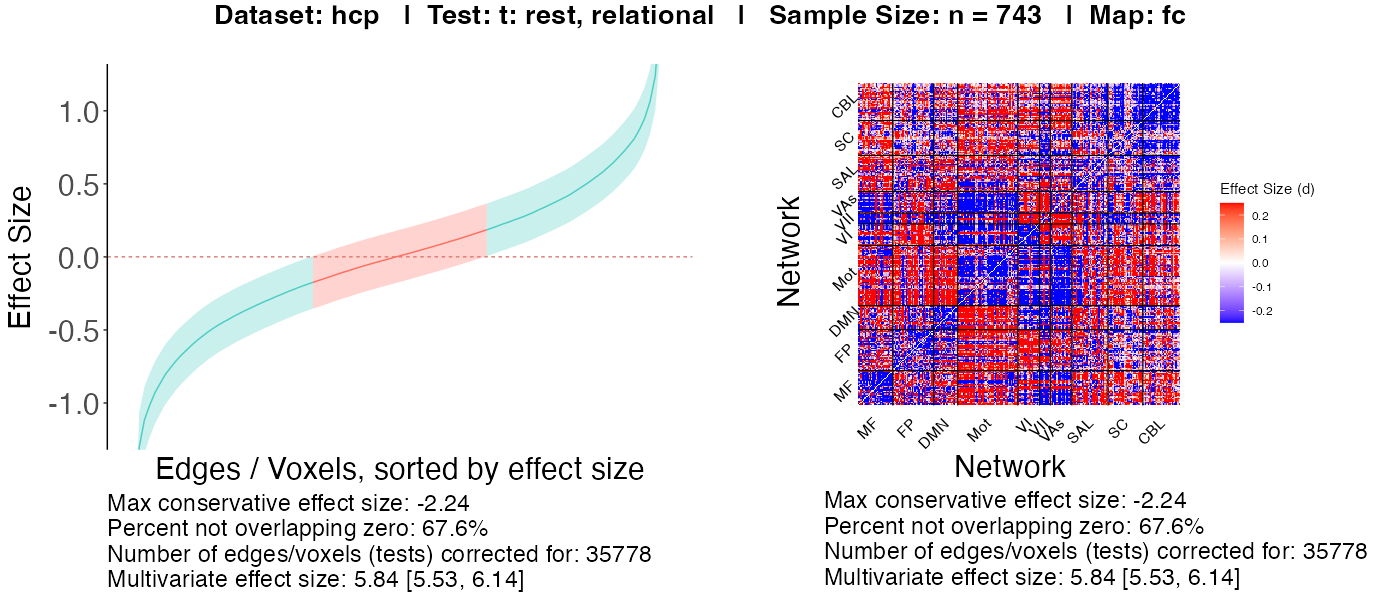 Dataset: hcp | Test: t: rest, relational | Sample Size: n = 743 | Map: fc
Effect Size
1.0
0.5
0.0
-0.5
-1.0
Edges / Voxels, sorted by effect size
Max conservative effect size: -2.24
Percent not overlapping zero: 67.6%
Number of edges/voxels (tests) corrected for: 35778
Multivariate effect size: 5.84 [5.53, 6.14]
Network
CBL
SC
SAL
VAs
VII
VI
Mot
DMN
FP
MF
MF
FP
DMN
Mot
VI
VII
VAs
SAL
SC
CBL
Network
Effect Size (d)
0.2
0.1
0.0
-0.1
-0.2
Max conservative effect size: -2.24
Percent not overlapping zero: 67.6%
Number of edges/voxels (tests) corrected for: 35778
Multivariate effect size: 5.84 [5.53, 6.14]